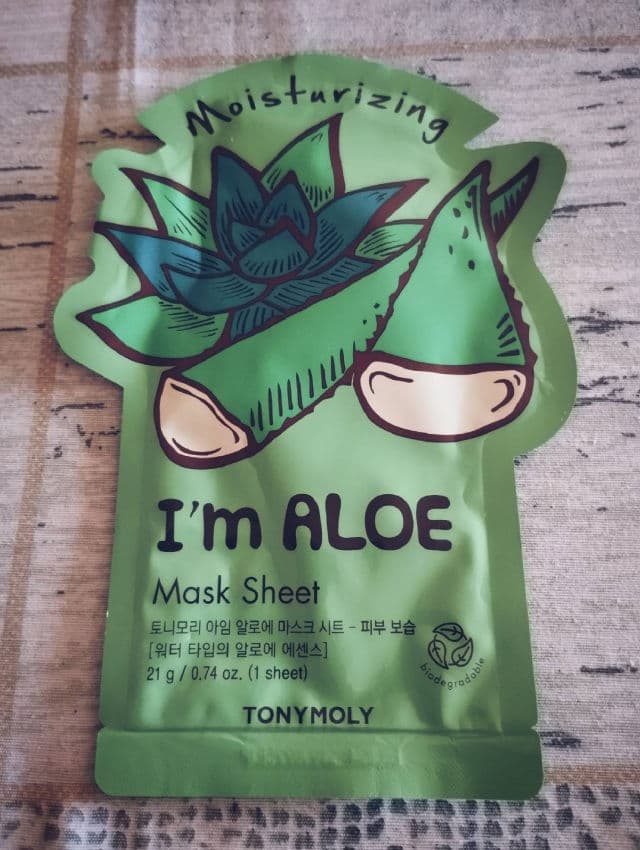 Moisturizing
I'm ALOE
Mask Sheet
토니모리 아임 알로에 마스크 시트 - 피부 보습
[워터 타입의 알로에 에센스]
21 g / 0.74 oz. (1 sheet)
biodegradable
TONYMOLY